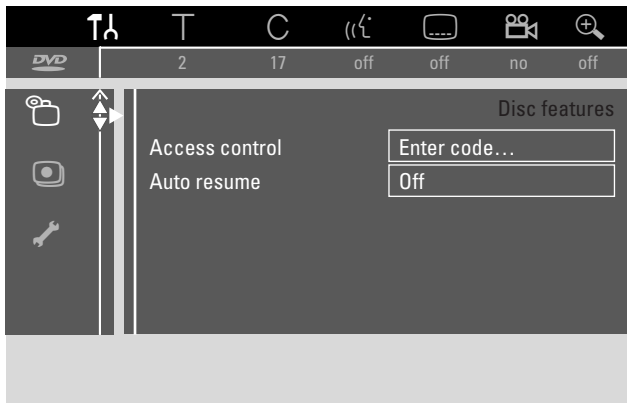 T C
DVD 2 17 off off no off
Disc features
Access control Enter code...
Auto resume Off